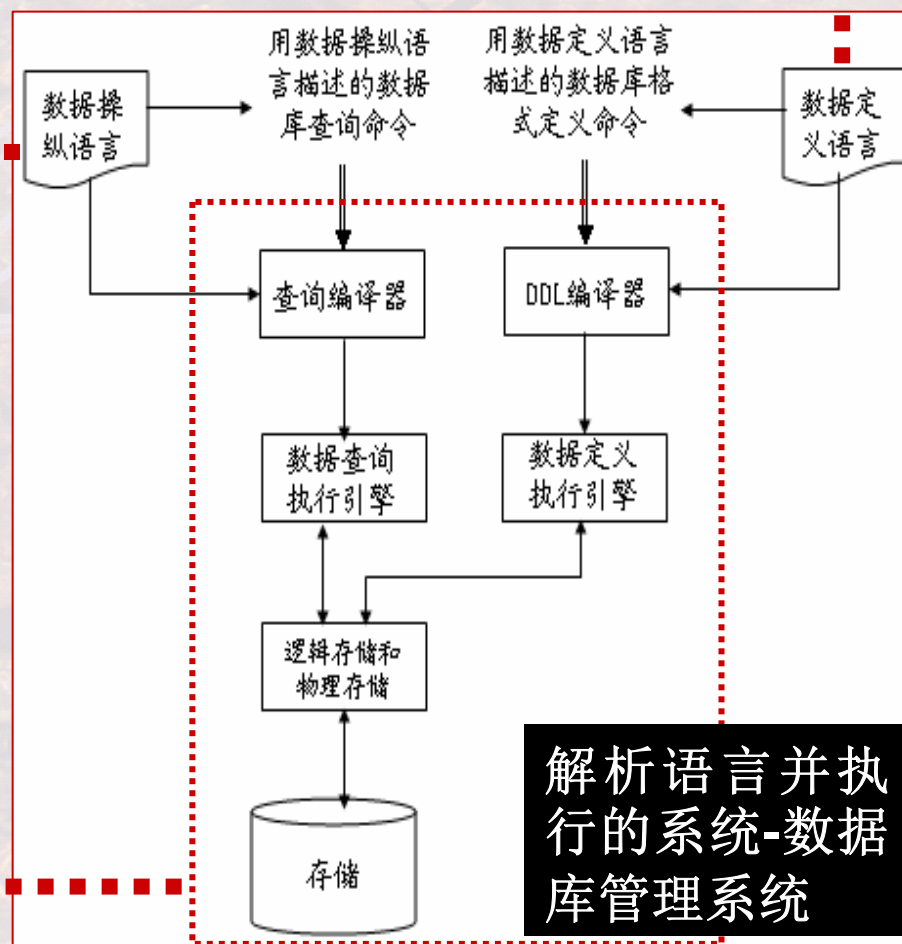 用数据操纵语
言描述的数据
库查询命令
用数据定义语言
描述的数据库格
式定义命令
数据操
纵语言
数据定
义语言
查询编译器
DDL编译器
数据查询
执行引擎
数据定义
执行引擎
逻辑存储和
物理存储
存储
解析语言并执
行的系统-数据
库管理系统